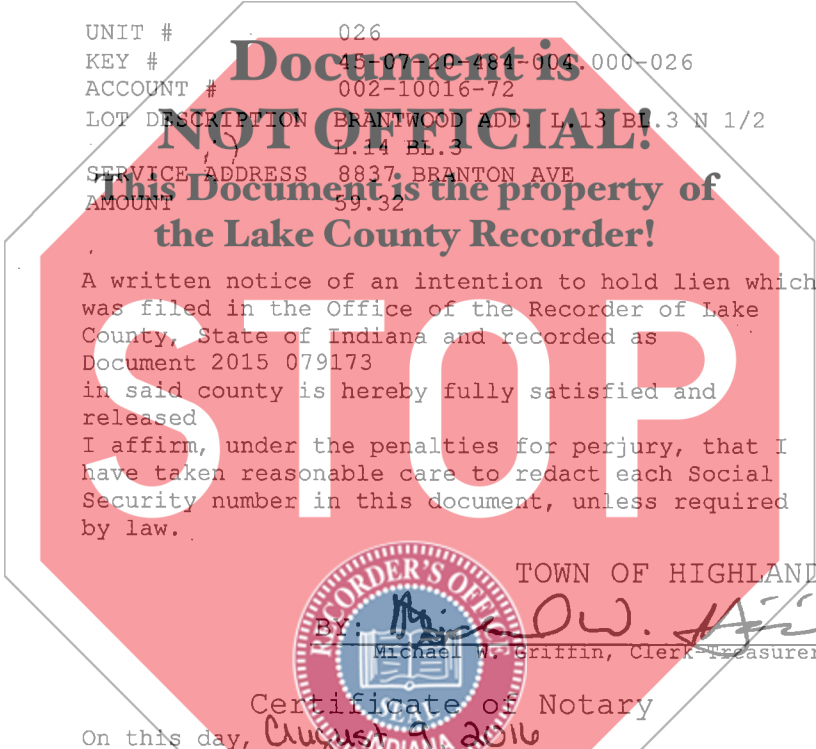 UNIT # 026
KEY # 45-07-20-484-004.000-026
ACCOUNT # 002-10016-72
LOT DESCRIPTION BRANTWOOD ADD. L.13 BL.3 N 1/2
L.14 BL.3
SERVICE ADDRESS 8837 BRANTON AVE
AMOUNT 59.32
Document is
NOT OFFICIAL!
This Document is the property of
the Lake County Recorder!
A written notice of an intention to hold lien which
was filed in the Office of the Recorder of Lake
County, State of Indiana and recorded as
Document 2015 079173
in said county is hereby fully satisfied and
released
I affirm, under the penalties for perjury, that I
have taken reasonable care to redact each Social
Security number in this document, unless required
by law.
STOP
TOWN OF HIGHLAND
BY:
Michael W. Griffin, Clerk-Treasurer
RECORDER'S OFFICE
SEAL
INDIANA
Certificate of Notary
On this day, August 9, 2016